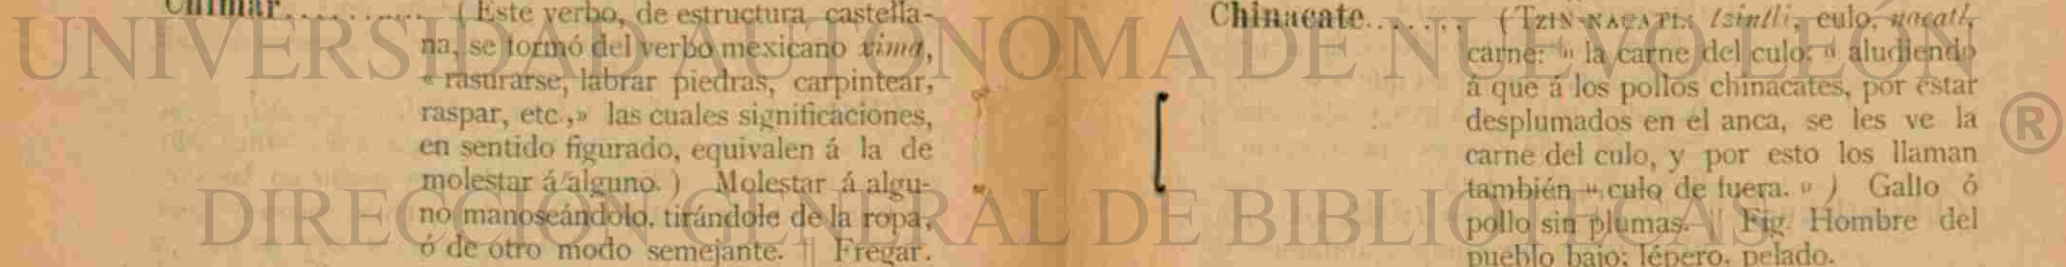 Chimar........... (Este verbo, de estructura castella-
na, se formó del verbo mexicano xima,
« rasurarse, labrar piedras, carpintear,
raspar, etc.,» las cuales significaciones,
en sentido figurado, equivalen á la de
molestar á alguno.) Molestar á algu-
no manoseándolo, tirándole de la ropa,
ó de otro modo semejante. || Fregar.
Chinacate....... (TZIN-NACATL: tzintli, culo, nacatl,
carne: « la carne del culo; » aludiendo
á que á los pollos chinacates, por estar
desplumados en el anca, se les ve la
carne del culo, y por esto los llaman
también « culo de fuera. » ) Gallo ó
pollo sin plumas. || Fig. Hombre del
pueblo bajo; lépero, pelado.
UNIVERSIDAD AUTÓNOMA DE NUEVO LEÓN
®
DIRECCIÓN GENERAL DE BIBLIOTECAS